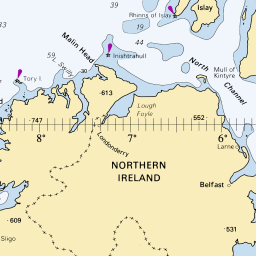 39
Rhinns of Islay
Islay
Malin Head
59
L. Swilly
Inishtrahull
44
Mull of
Kintyre
North Channel
Tory I.
613
Lough
Foyle
747
552
8°
7°
6°
Larne
Londonderry
NORTHERN
IRELAND
Belfast
609
531
Sligo